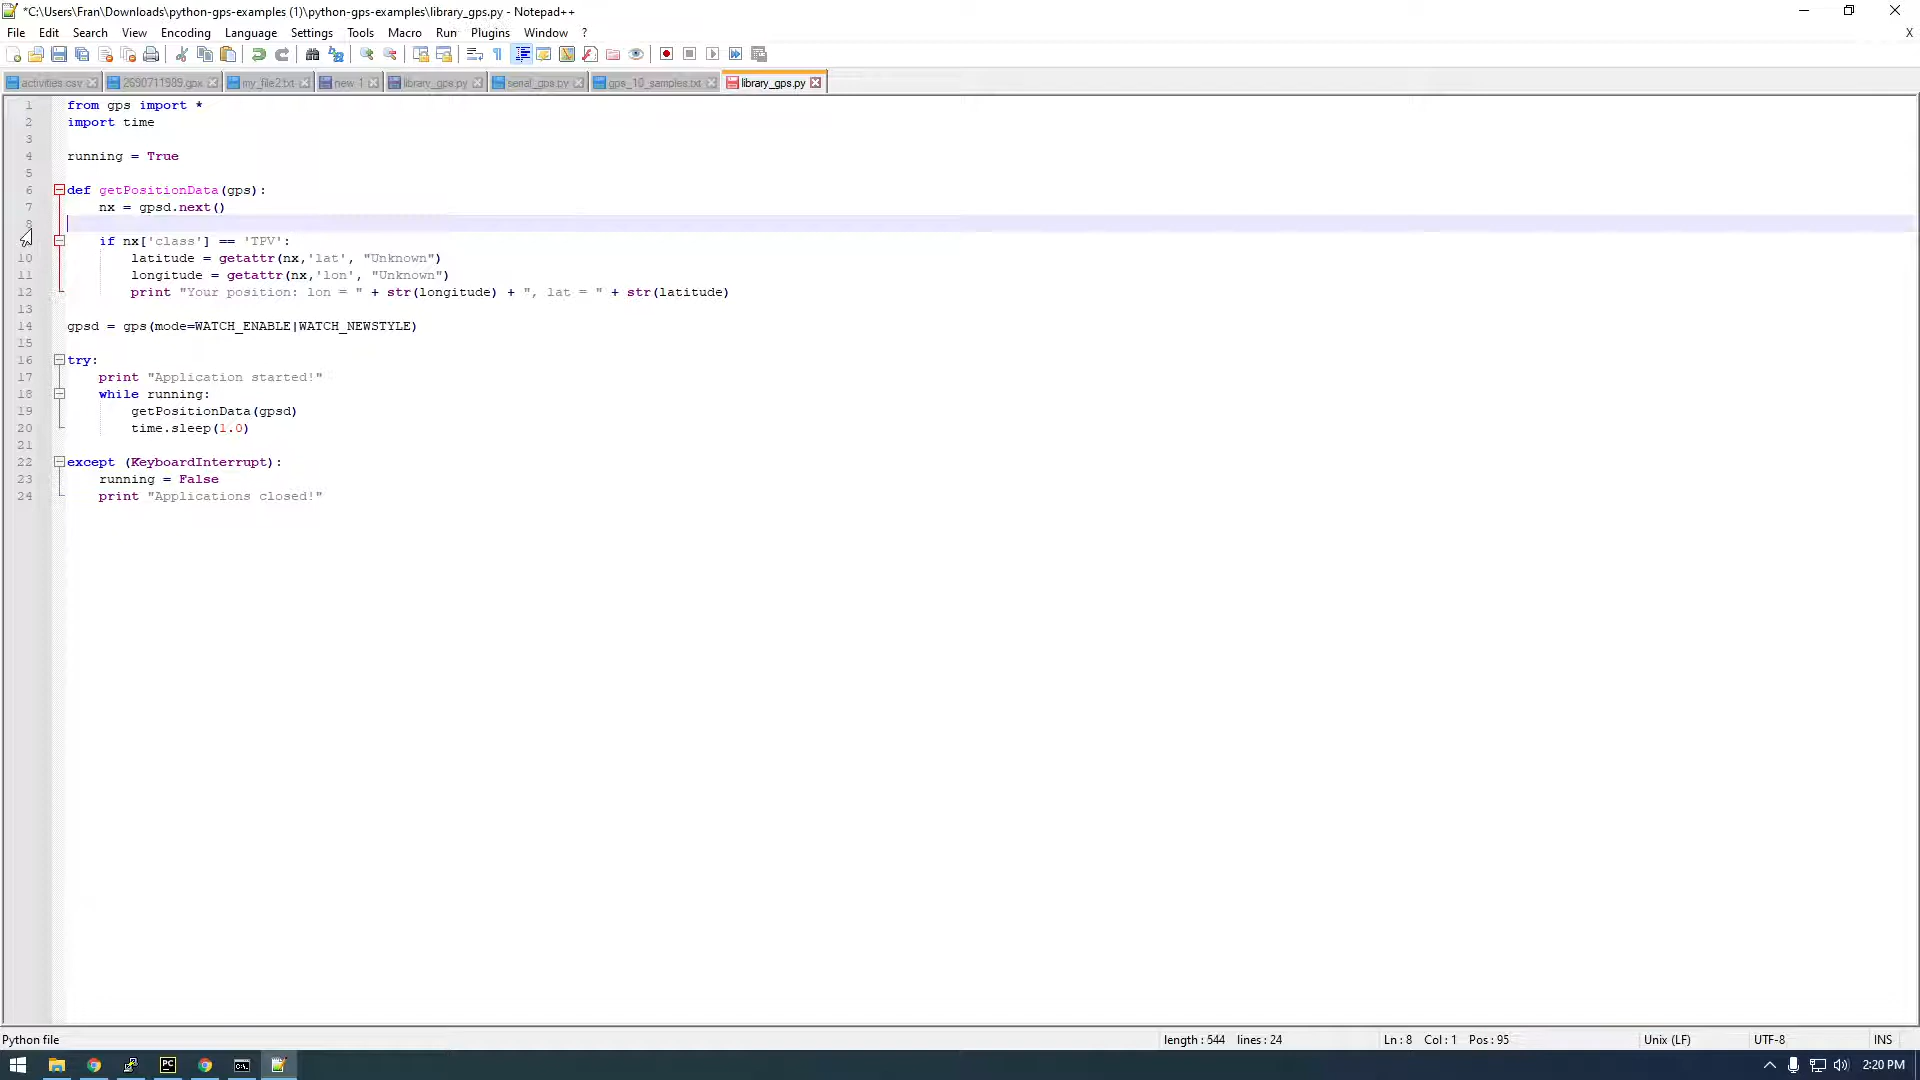 *C:\Users\Fran\Downloads\python-gps-examples (1)\python-gps-examples\library_gps.py - Notepad++
File Edit Search View Encoding Language Settings Tools Macro Run Plugins Window ? X
activities.csv 2690711989.gpx my_file2.txt new 1 library_gps.py serial_gps.py gps_10_samples.txt library_gps.py
1 from gps import *
2 import time
3
4 running = True
5
6 def getPositionData(gps):
7 nx = gpsd.next()
8
if nx['class'] == 'TPV':
10 latitude = getattr(nx,'lat', "Unknown")
11 longitude = getattr(nx,'lon', "Unknown")
12 print "Your position: lon = " + str(longitude) + ", lat = " + str(latitude)
13
14 gpsd = gps(mode=WATCH_ENABLE|WATCH_NEWSTYLE)
15
16 try:
17 print "Application started!"
18 while running:
19 getPositionData(gpsd)
20 time.sleep(1.0)
21
22 except (KeyboardInterrupt):
23 running = False
24 print "Applications closed!"
Python file length : 544 lines : 24 Ln : 8 Col : 1 Pos : 95 Unix (LF) UTF-8 INS
PC C:\. 2:20 PM